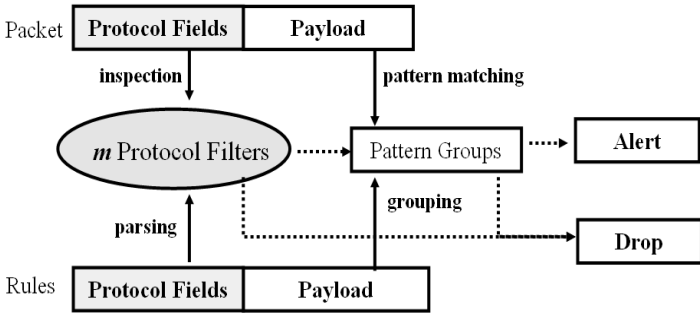 Packet
Protocol Fields
Payload
inspection
pattern matching
m Protocol Filters
Pattern Groups
Alert
parsing
grouping
Drop
Rules
Protocol Fields
Payload